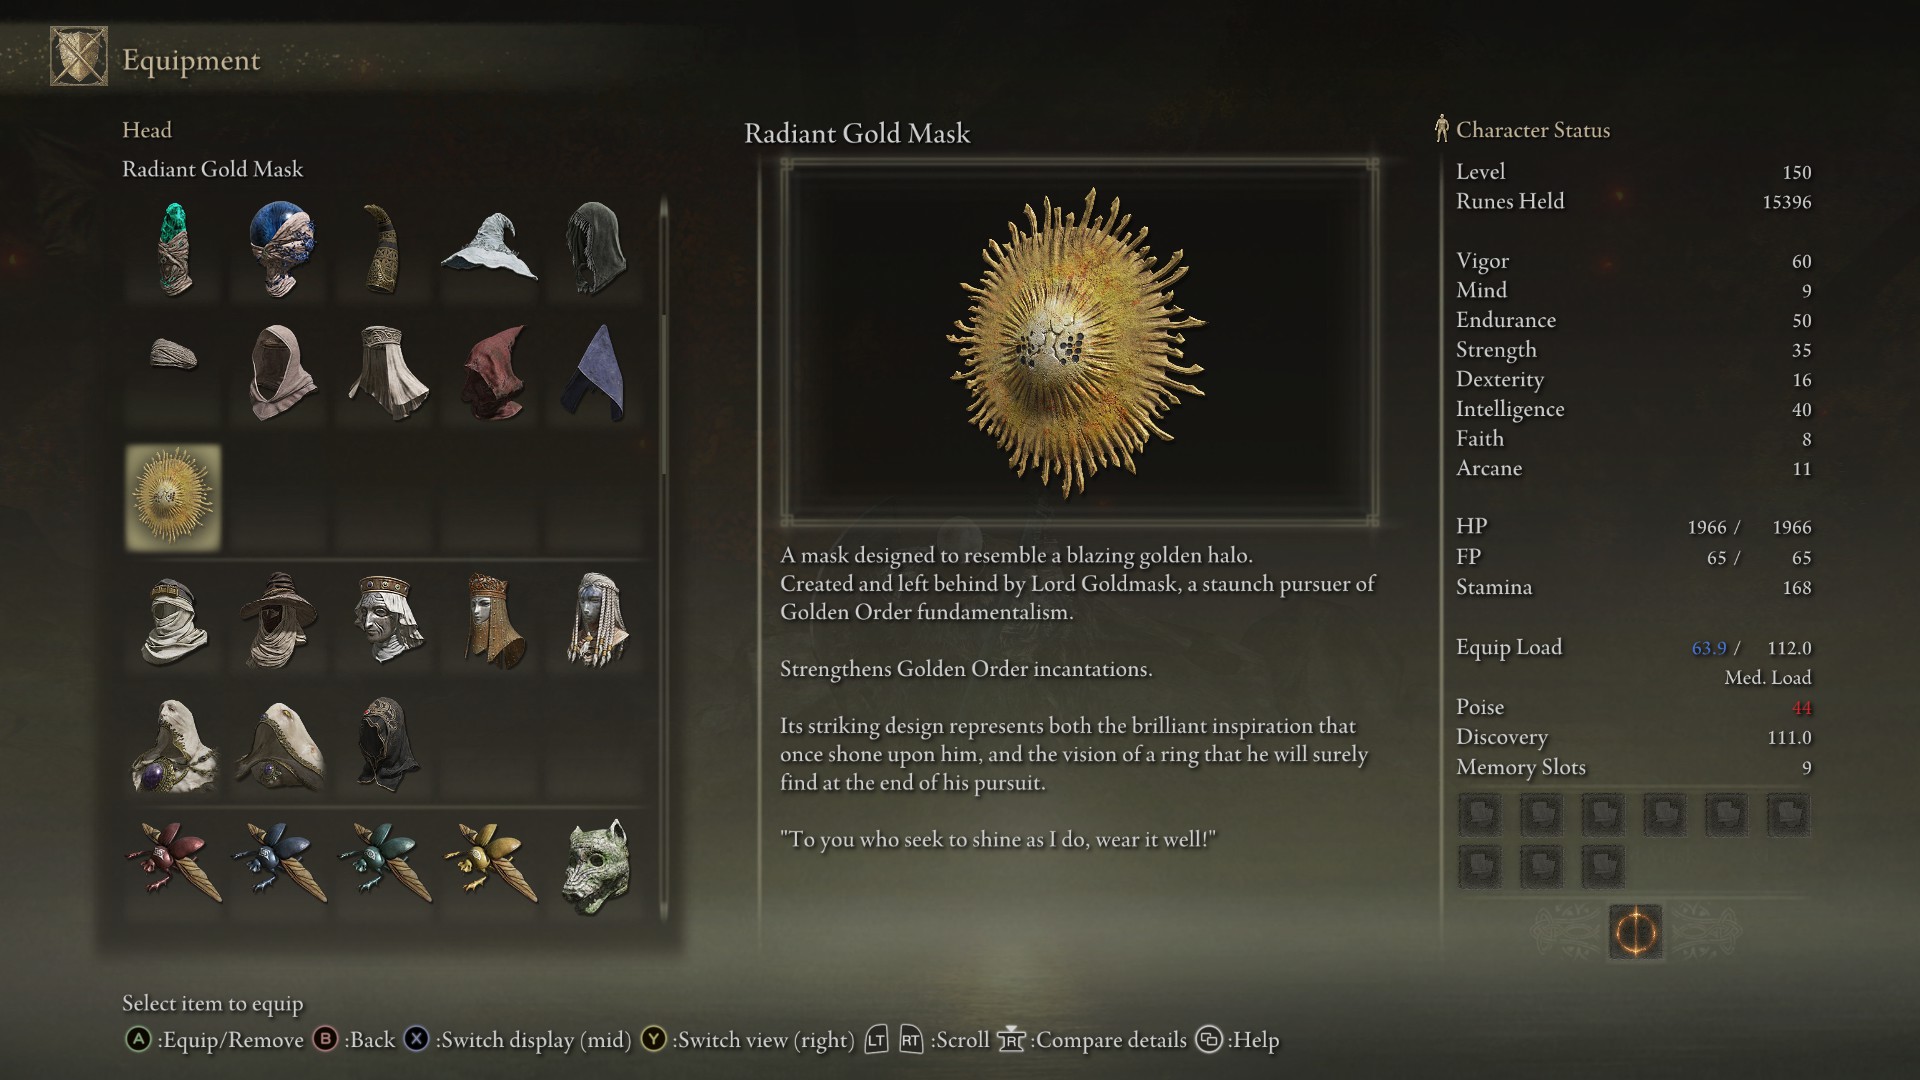 Equipment
Head
Radiant Gold Mask
Radiant Gold Mask
A mask designed to resemble a blazing golden halo.
Created and left behind by Lord Goldmask, a staunch pursuer of
Golden Order fundamentalism.
Strengthens Golden Order incantations.
Its striking design represents both the brilliant inspiration that
once shone upon him, and the vision of a ring that he will surely
find at the end of his pursuit.
"To you who seek to shine as I do, wear it well!"
Character Status
Level 150
Runes Held 15396
Vigor 60
Mind 9
Endurance 50
Strength 35
Dexterity 16
Intelligence 40
Faith 8
Arcane 11
HP 1966 / 1966
FP 65 / 65
Stamina 168
Equip Load 63.9 / 112.0
Med. Load
Poise 44
Discovery 111.0
Memory Slots 9
Select item to equip
A :Equip/Remove B :Back X :Switch display (mid) Y :Switch view (right) LT RT :Scroll R :Compare details :Help